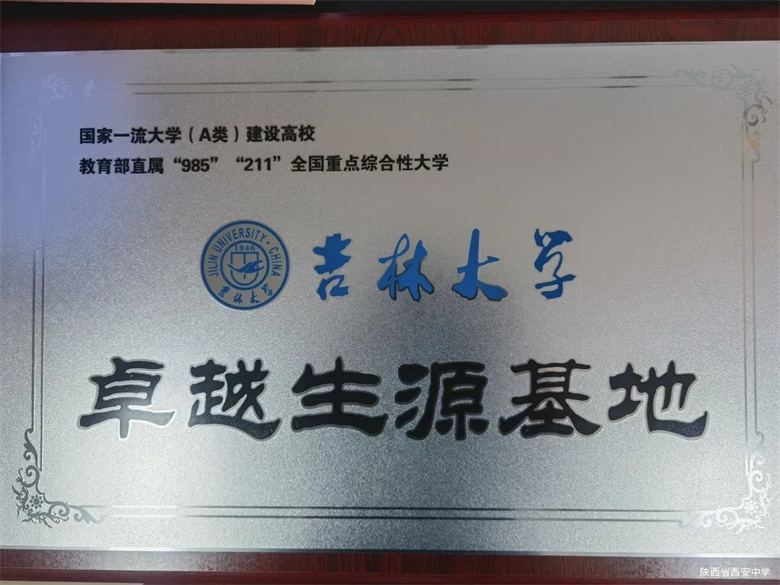 国家一流大学（A类）建设高校
教育部直属“985”“211”全国重点综合性大学
JILIN UNIVERSITY·CHINA
1946
吉林大学
吉林大学
卓越生源基地
陕西省西安中学